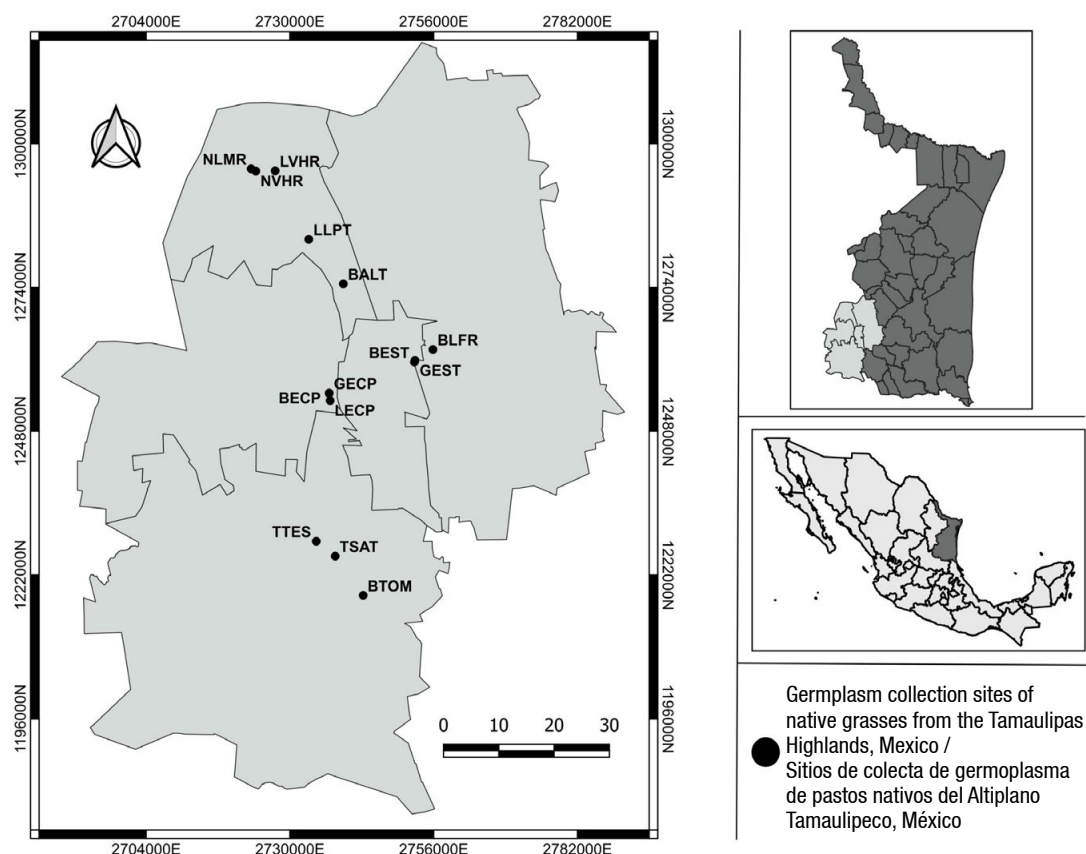 2704000E 2730000E 2756000E 2782000E
1300000N
1300000N
NLMR
LVHR
NVHR
LLPT
1274000N
BALT
1274000N
BLFR
BEST
GEST
GECP
BECP
LECP
1248000N
1248000N
TTES
TSAT
1222000N
BTOM
1222000N
1196000N
0 10 20 30
1196000N
2704000E 2730000E 2756000E 2782000E
Germplasm collection sites of
native grasses from the Tamaulipas
Highlands, Mexico /
Sitios de colecta de germoplasma
de pastos nativos del Altiplano
Tamaulipeco, México